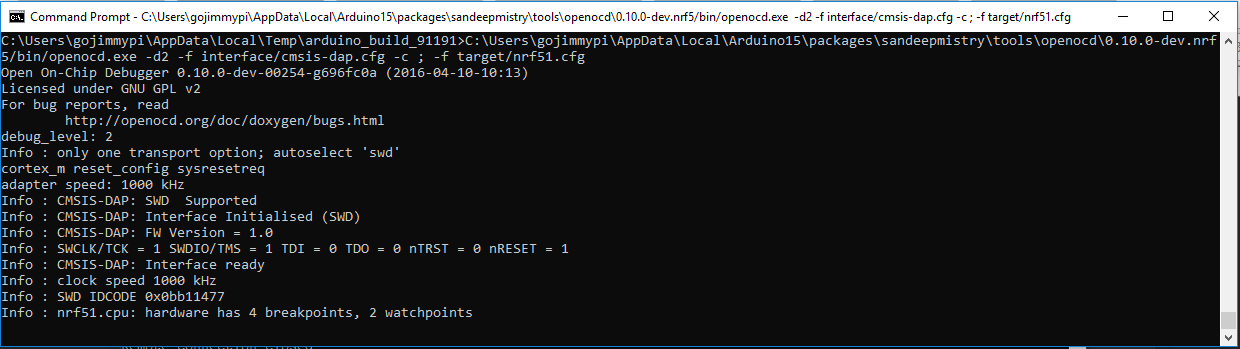 Command Prompt - C:\Users\gojimmypi\AppData\Local\Arduino15\packages\sandeepmistry\tools\openocd\0.10.0-dev.nrf5/bin/openocd.exe -d2 -f interface/cmsis-dap.cfg -c ; -f target/nrf51.cfg
C:\Users\gojimmypi\AppData\Local\Temp\arduino_build_91191>C:\Users\gojimmypi\AppData\Local\Arduino15\packages\sandeepmistry\tools\openocd\0.10.0-dev.nrf
5/bin/openocd.exe -d2 -f interface/cmsis-dap.cfg -c ; -f target/nrf51.cfg
Open On-Chip Debugger 0.10.0-dev-00254-g696fc0a (2016-04-10-10:13)
Licensed under GNU GPL v2
For bug reports, read
http://openocd.org/doc/doxygen/bugs.html
debug_level: 2
Info : only one transport option; autoselect 'swd'
cortex_m reset_config sysresetreq
adapter speed: 1000 kHz
Info : CMSIS-DAP: SWD  Supported
Info : CMSIS-DAP: Interface Initialised (SWD)
Info : CMSIS-DAP: FW Version = 1.0
Info : SWCLK/TCK = 1 SWDIO/TMS = 1 TDI = 0 TDO = 0 nTRST = 0 nRESET = 1
Info : CMSIS-DAP: Interface ready
Info : clock speed 1000 kHz
Info : SWD IDCODE 0x0bb11477
Info : nrf51.cpu: hardware has 4 breakpoints, 2 watchpoints